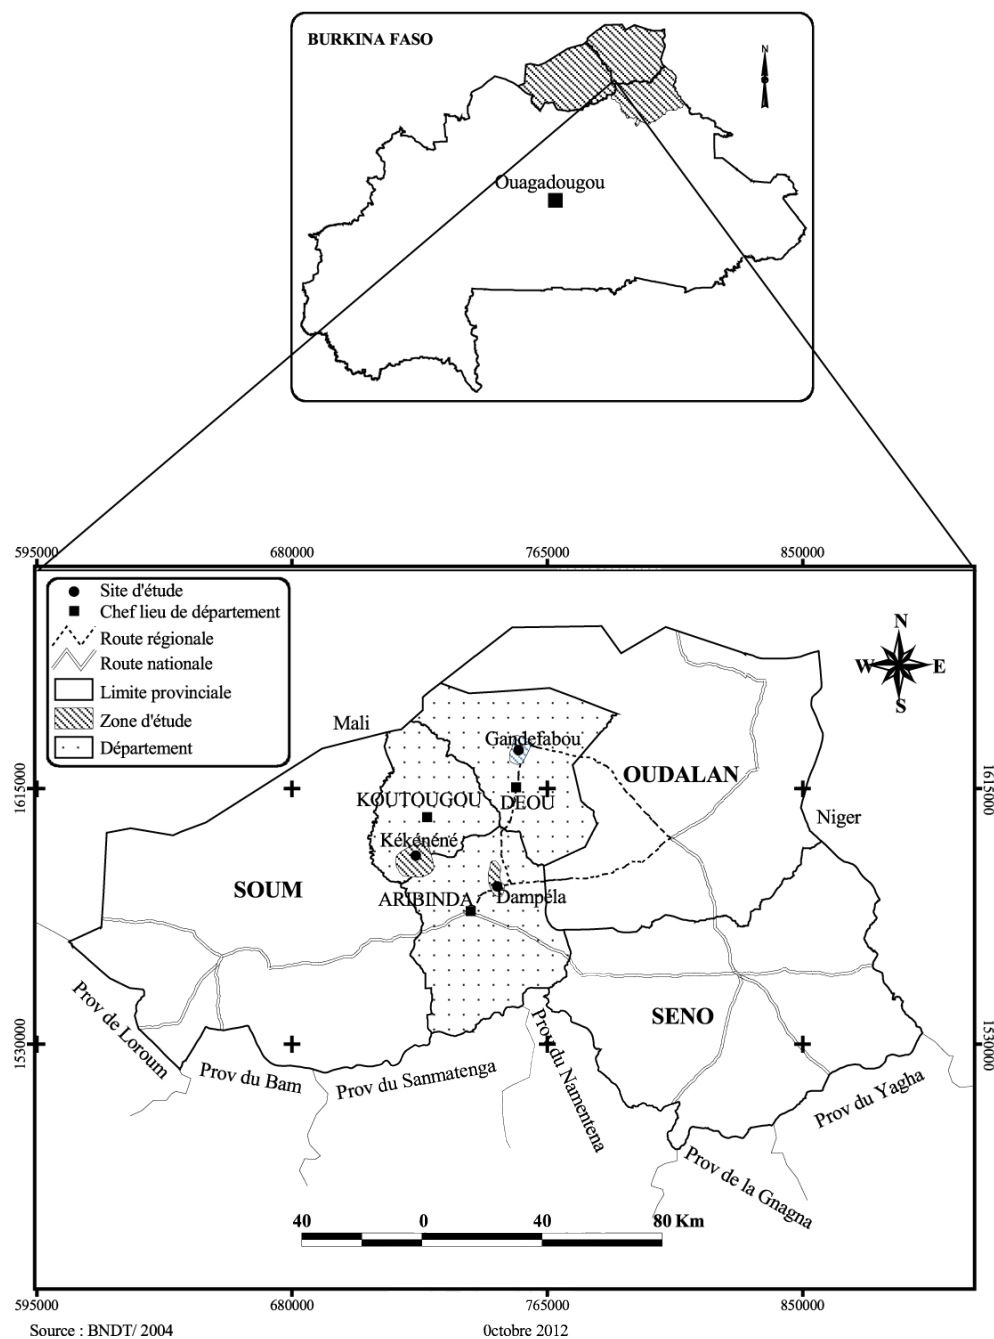 BURKINA FASO
N
Ouagadougou
595000 680000 765000 850000
Site d'étude
Chef lieu de département
Route régionale
Route nationale
Limite provinciale
Zone d'étude
Département
N
W E
S
Mali
Gandefabou
OUDALAN
1615000
1615000
KOUTOUGOU
DEOU
Niger
Kékénéné
SOUM
ARIBINDA
Dampéla
SENO
1530000
1530000
Prov de Loroum
Prov du Bam
Prov du Sanmatenga
Prov du Namentena
Prov du Yagha
Prov de la Gnagna
40 0 40 80 Km
595000 680000 765000 850000
Source : BNDT/ 2004
0ctobre 2012